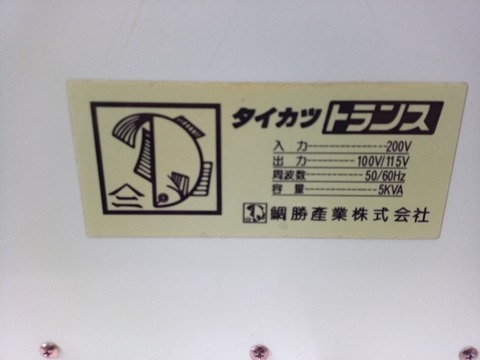 タイカツトランス
入力-----------200V
出力--------100V/115V
周波数--------50/60Hz
容量------------5KVA
鯛勝産業株式会社